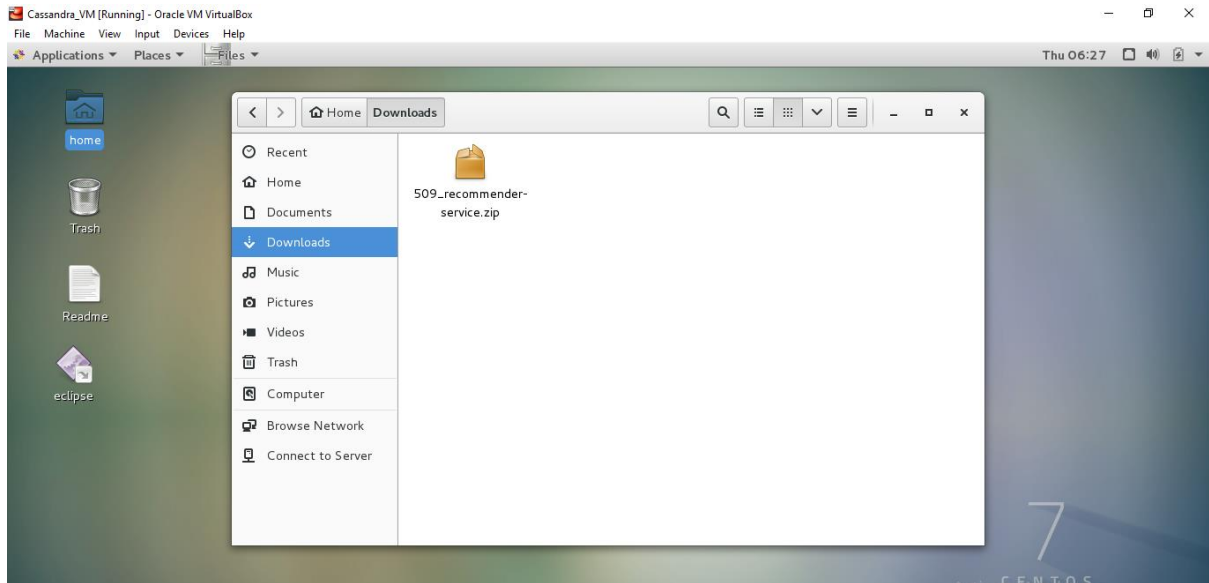 Cassandra_VM [Running] - Oracle VM VirtualBox
File Machine View Input Devices Help
Applications Places Files Thu 06:27
home
Trash
Readme
eclipse
Home Downloads
Recent
Home
Documents
Downloads
Music
Pictures
Videos
Trash
Computer
Browse Network
Connect to Server
509_recommender-
service.zip
7
CENTOS